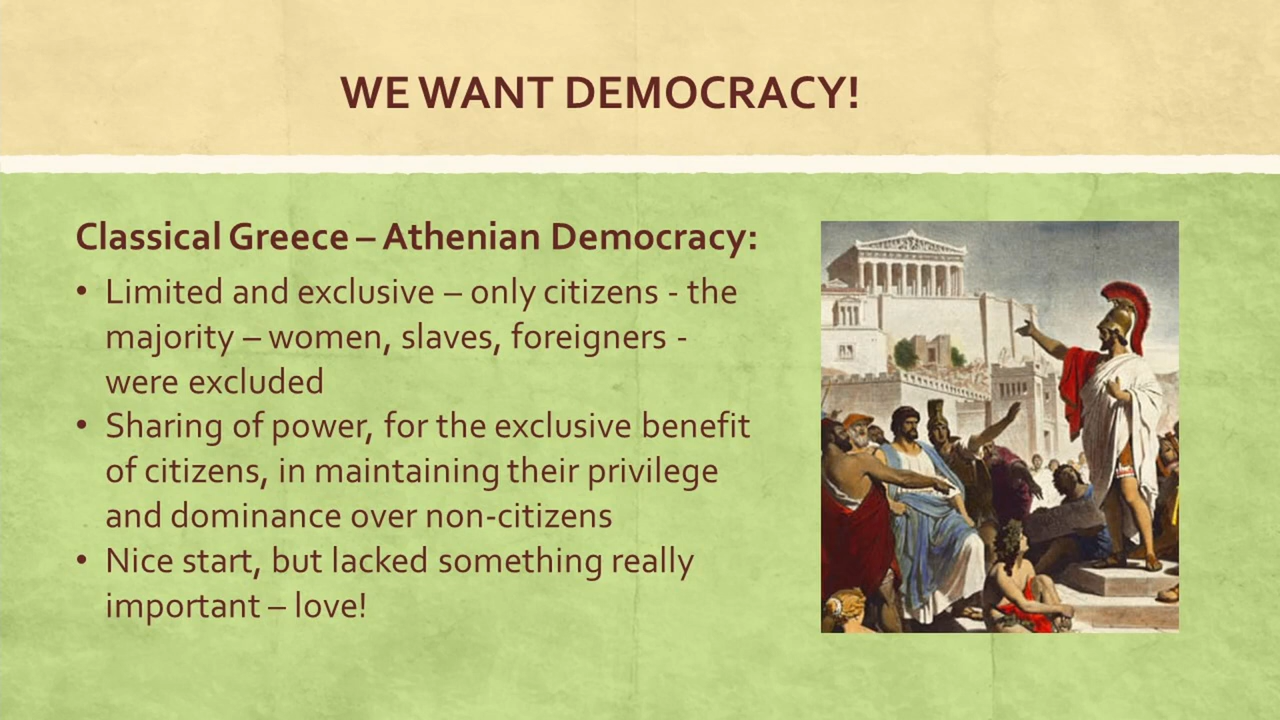 WE WANT DEMOCRACY!
Classical Greece – Athenian Democracy:
• Limited and exclusive – only citizens - the
majority – women, slaves, foreigners -
were excluded
• Sharing of power, for the exclusive benefit
of citizens, in maintaining their privilege
and dominance over non-citizens
• Nice start, but lacked something really
important – love!